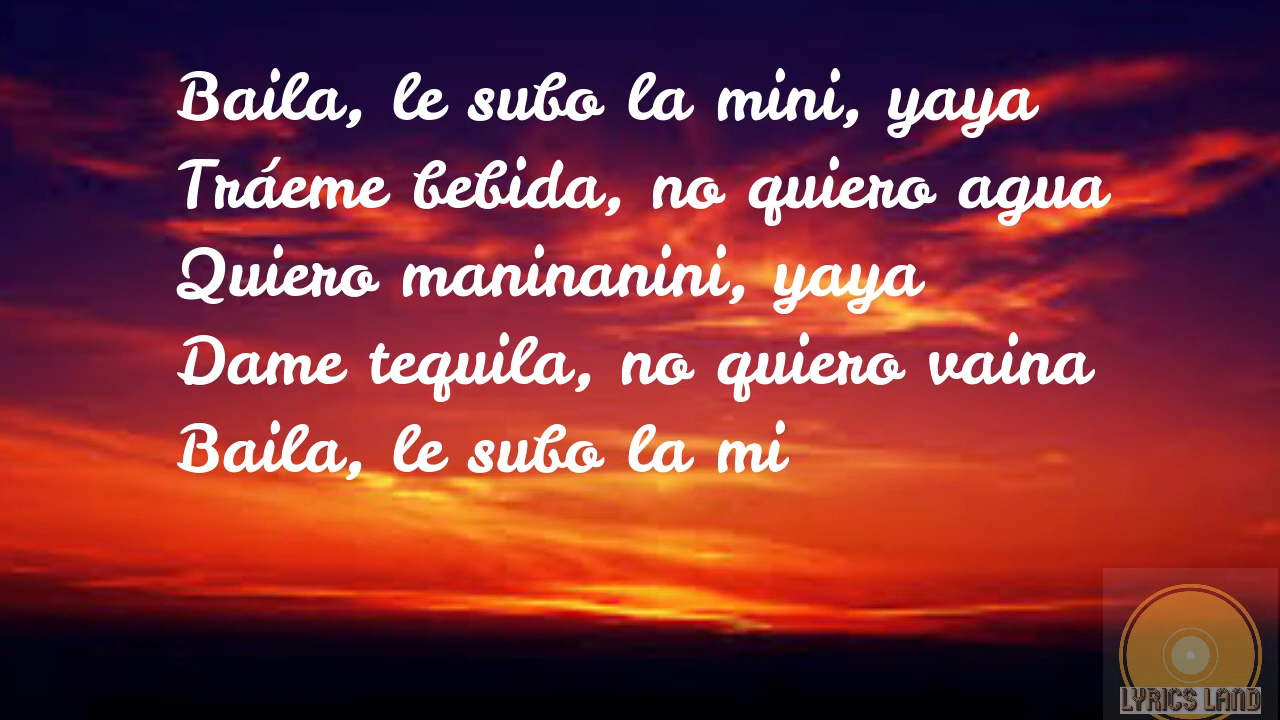 Baila, le subo la mini, yaya
Tráeme bebida, no quiero agua
Quiero maninanini, yaya
Dame tequila, no quiero vaina
Baila, le subo la mi
LYRICS LAND